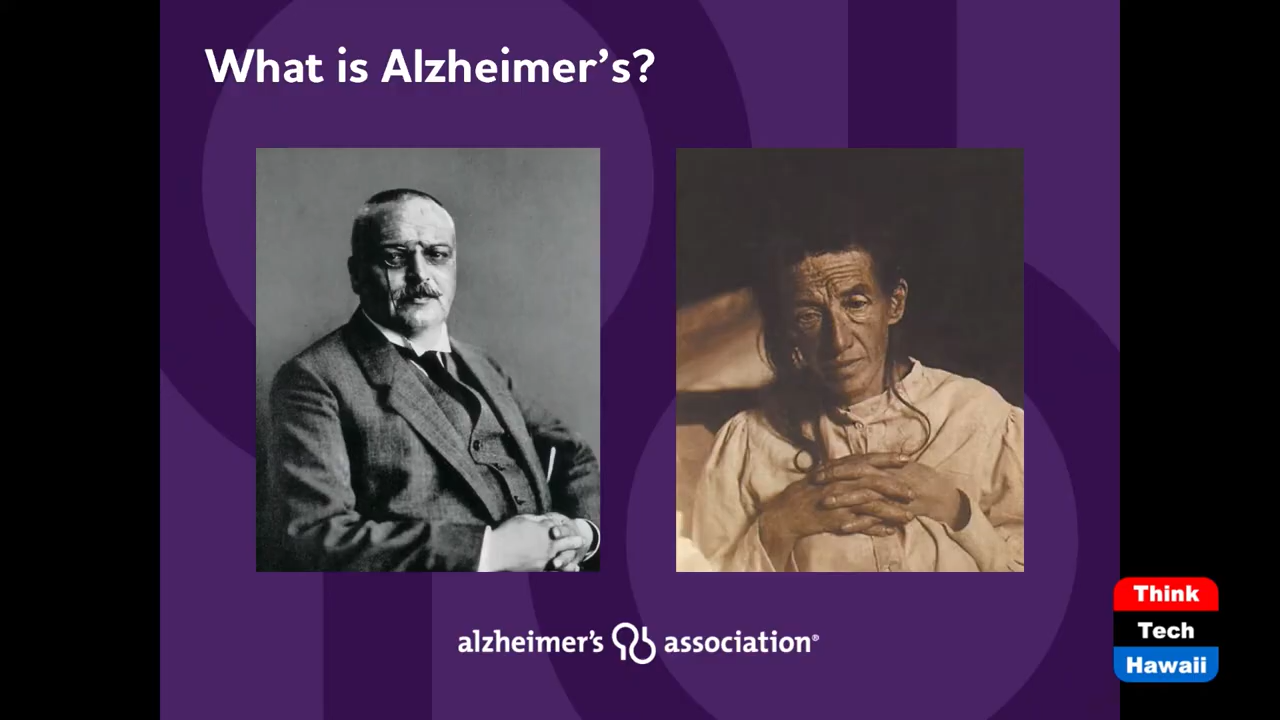 What is Alzheimer's?
alzheimer's association®
Think
Tech
Hawaii